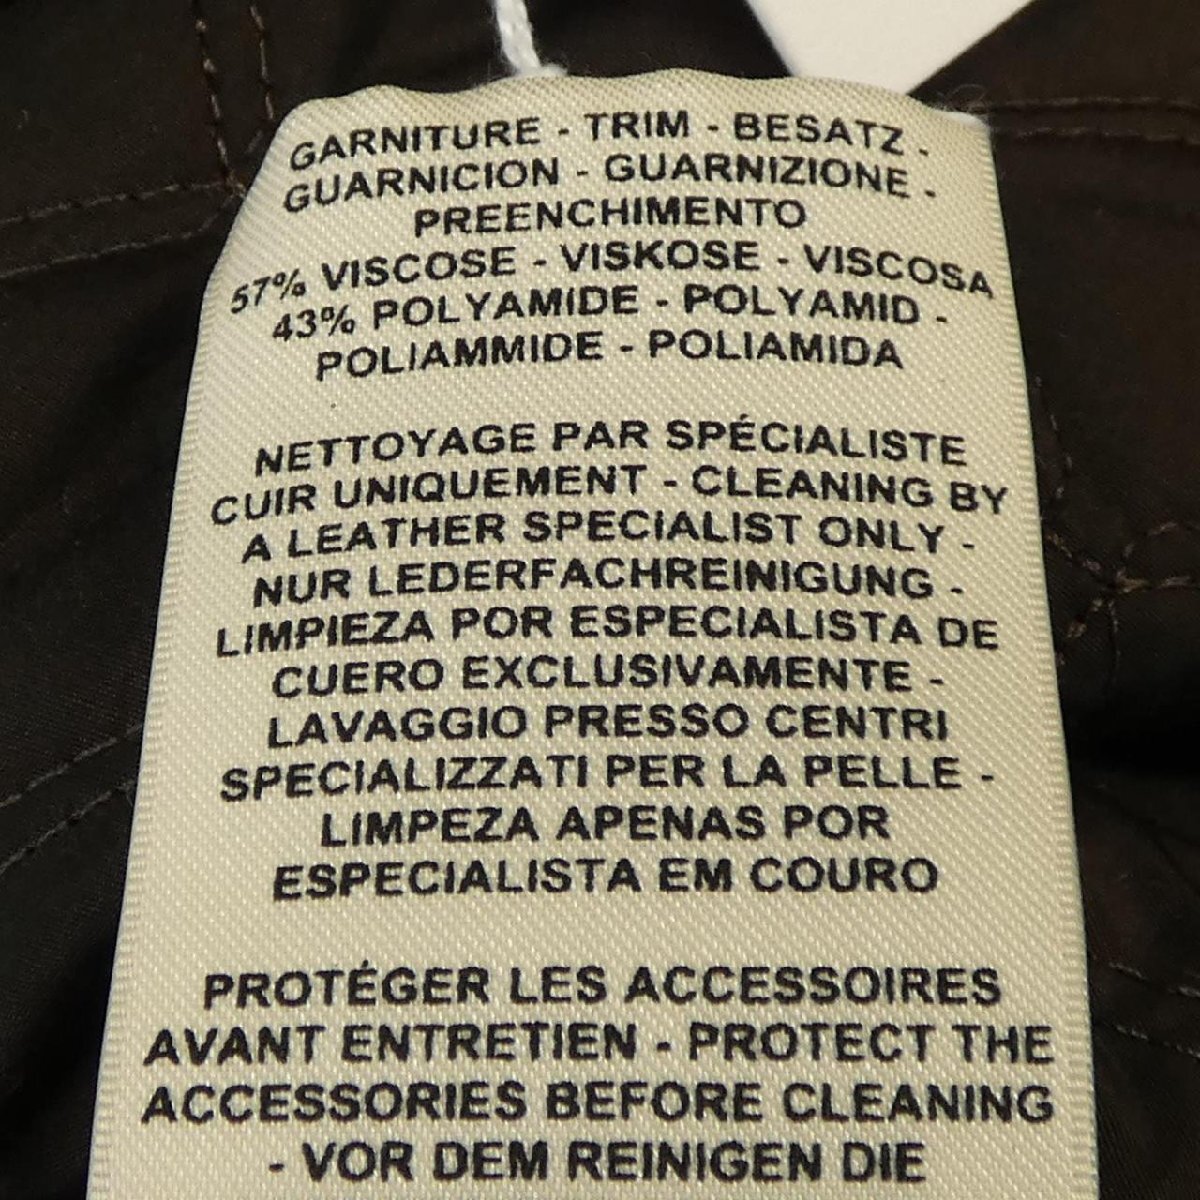 GARNITURE - TRIM - BESATZ -
GUARNICION - GUARNIZIONE -
PREENCHIMENTO
57% VISCOSE - VISKOSE - VISCOSA
43% POLYAMIDE - POLYAMID -
POLIAMMIDE - POLIAMIDA
NETTOYAGE PAR SPÉCIALISTE
CUIR UNIQUEMENT - CLEANING BY
A LEATHER SPECIALIST ONLY -
NUR LEDERFACHREINIGUNG -
LIMPIEZA POR ESPECIALISTA DE
CUERO EXCLUSIVAMENTE -
LAVAGGIO PRESSO CENTRI
SPECIALIZZATI PER LA PELLE -
LIMPEZA APENAS POR
ESPECIALISTA EM COURO
PROTÉGER LES ACCESSOIRES
AVANT ENTRETIEN - PROTECT THE
ACCESSORIES BEFORE CLEANING
- VOR DEM REINIGEN DIE